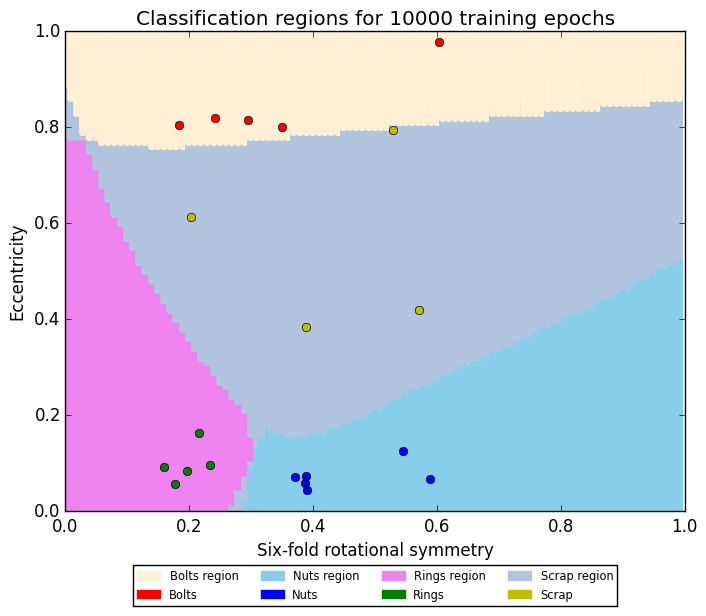 Classification regions for 10000 training epochs
1.0
0.8
0.6
0.4
0.2
0.0
Eccentricity
0.0 0.2 0.4 0.6 0.8 1.0
Six-fold rotational symmetry
Bolts region Nuts region Rings region Scrap region
Bolts Nuts Rings Scrap